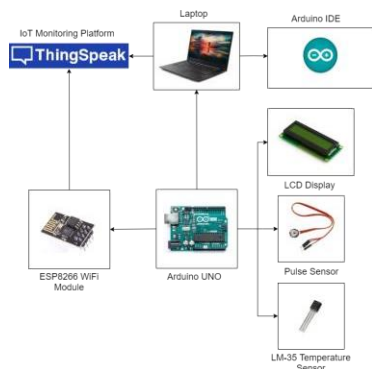 Laptop
Arduino IDE
IoT Monitoring Platform
ThingSpeak
LCD Display
ESP8266 WiFi
Module
Arduino UNO
Pulse Sensor
LM-35 Temperature
Sensor